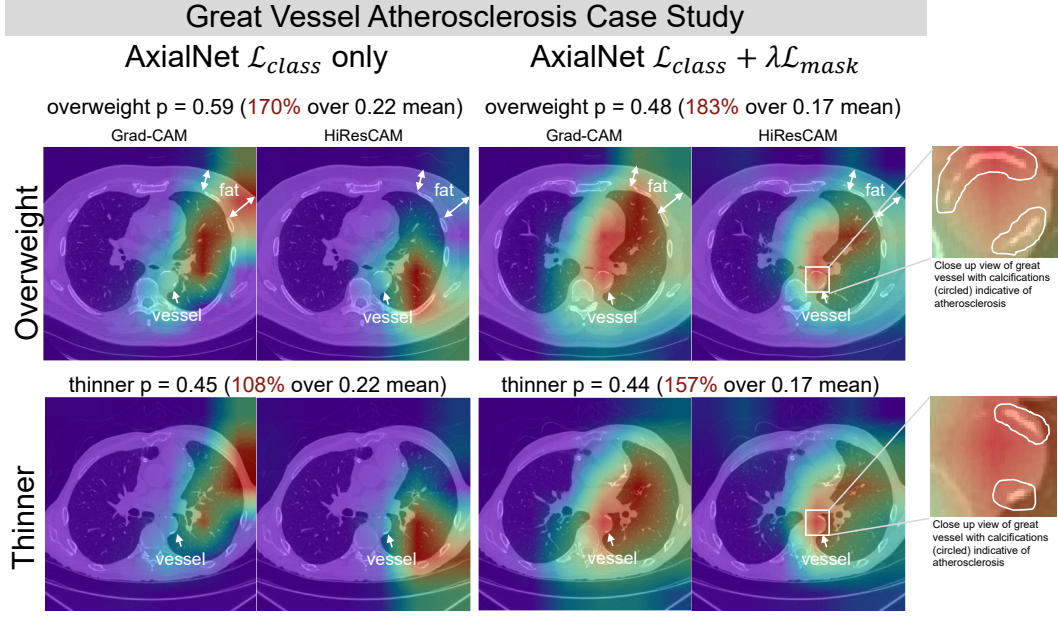 Great Vessel Atherosclerosis Case Study
AxialNet ℒ_class only
AxialNet ℒ_class + λℒ_mask
overweight p = 0.59 (170% over 0.22 mean)
overweight p = 0.48 (183% over 0.17 mean)
Grad-CAM
HiResCAM
Grad-CAM
HiResCAM
Overweight
fat
vessel
fat
vessel
fat
vessel
fat
vessel
Close up view of great
vessel with calcifications
(circled) indicative of
atherosclerosis
thinner p = 0.45 (108% over 0.22 mean)
thinner p = 0.44 (157% over 0.17 mean)
Thinner
vessel
vessel
vessel
vessel
Close up view of great
vessel with calcifications
(circled) indicative of
atherosclerosis